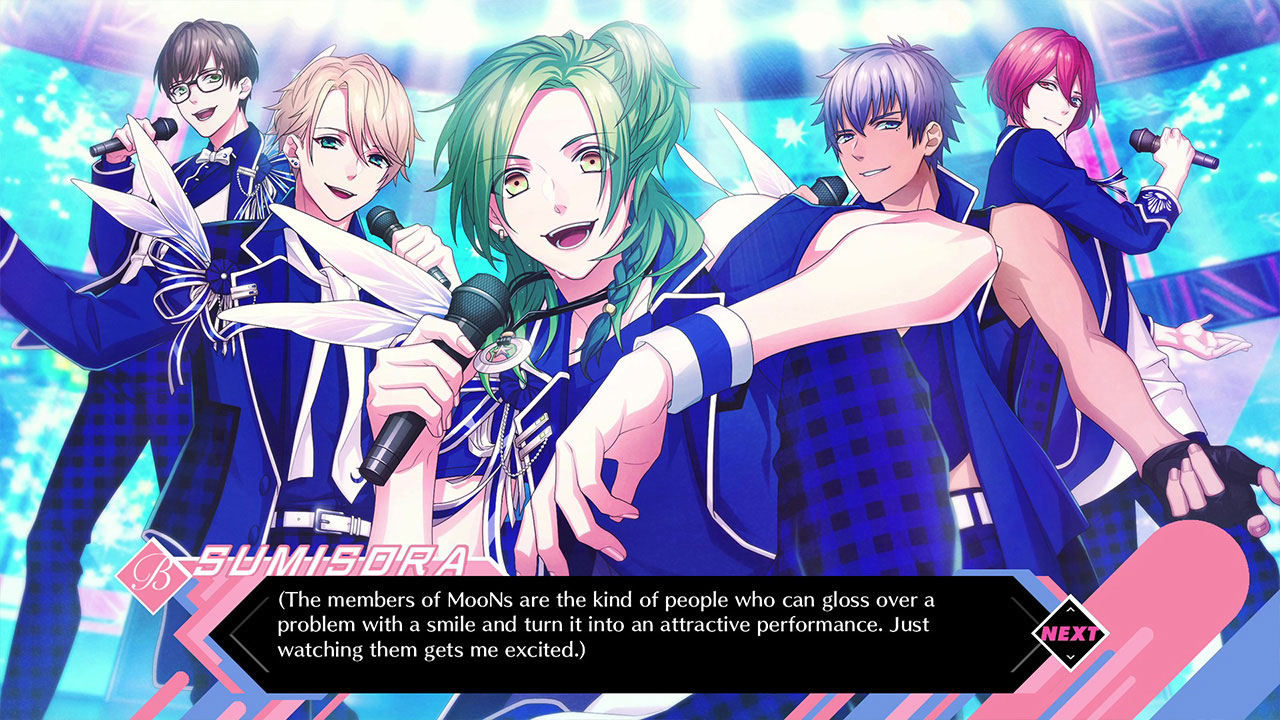 B SUMISORA
(The members of MooNs are the kind of people who can gloss over a
problem with a smile and turn it into an attractive performance. Just
watching them gets me excited.)
NEXT